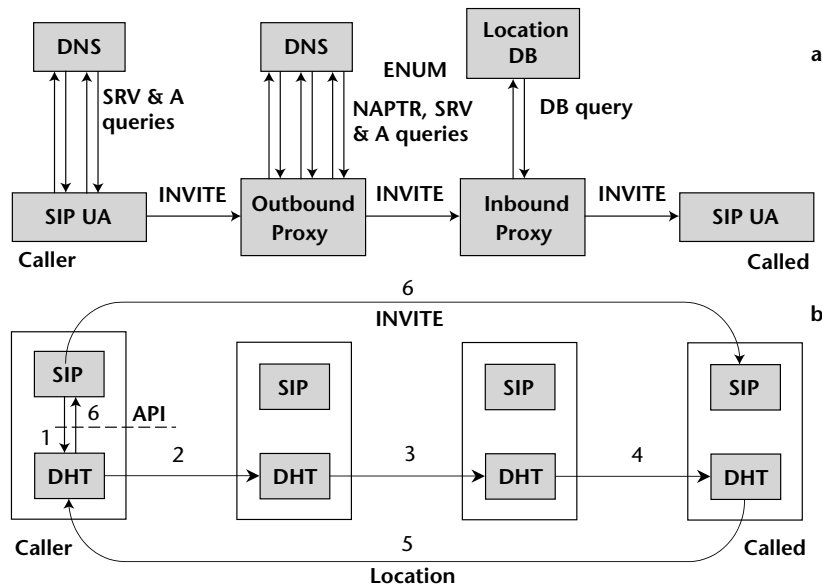 DNS
DNS
Location
DB
a
ENUM
SRV & A
queries
NAPTR, SRV
& A queries
DB query
INVITE
INVITE
INVITE
SIP UA
Outbound
Proxy
Inbound
Proxy
SIP UA
Caller
Called
6
INVITE
b
SIP
SIP
SIP
SIP
1
6
API
2
3
4
DHT
DHT
DHT
DHT
5
Caller
Called
Location